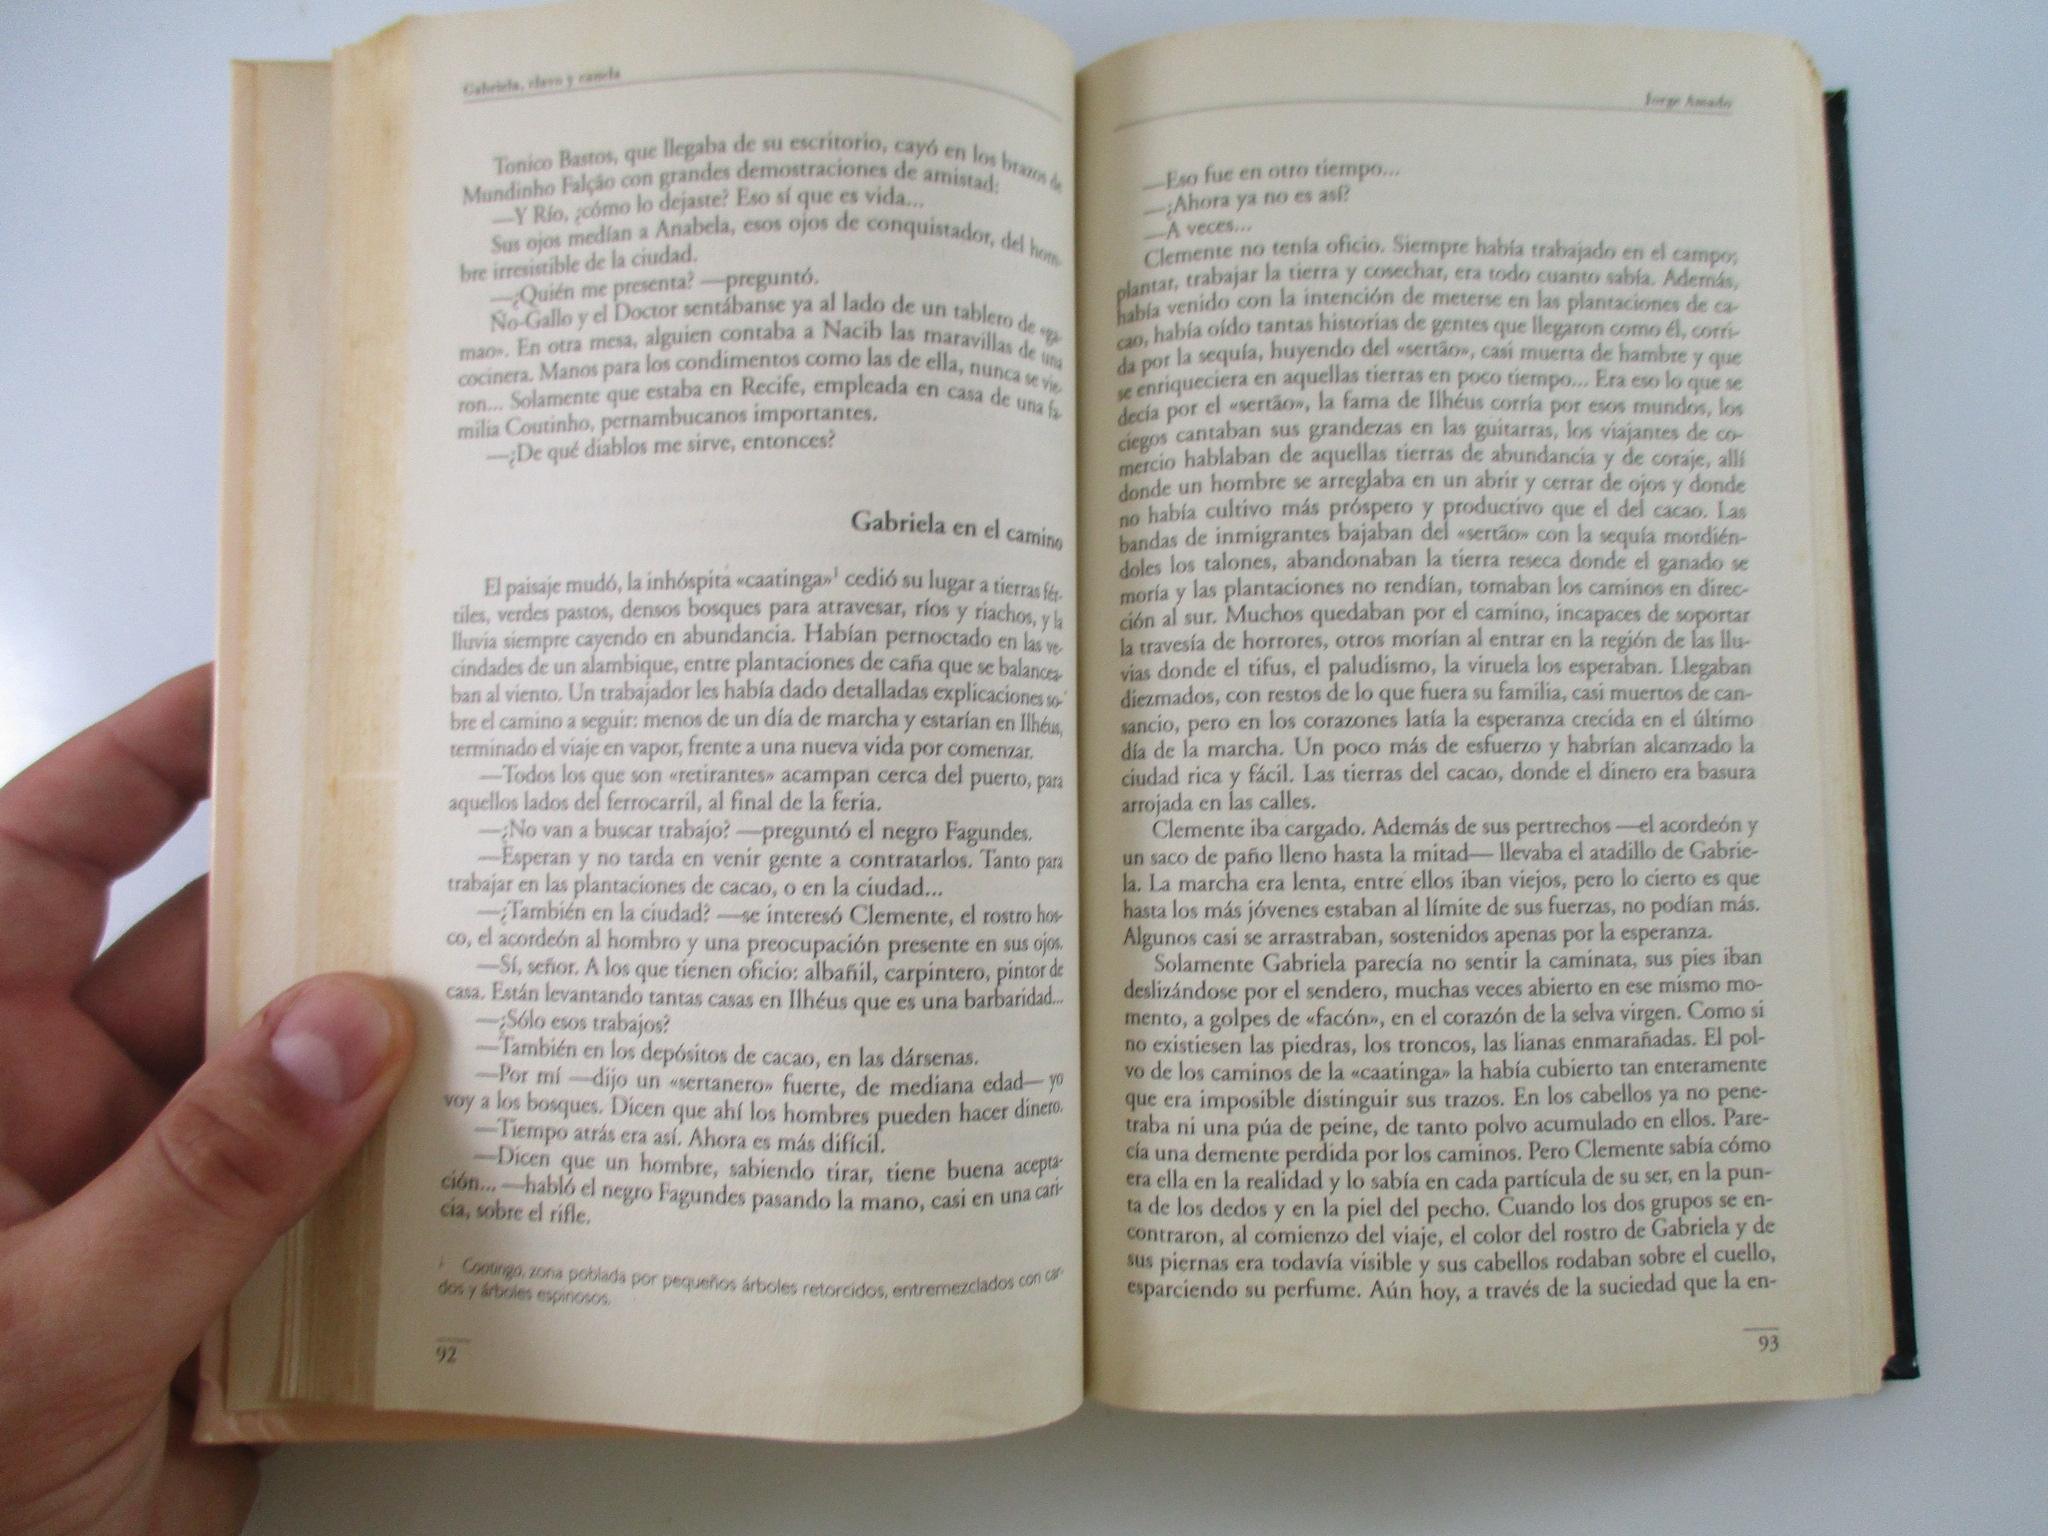 Gabriela, clavo y canela
Tonico Bastos, que llegaba de su escritorio, cayó en los brazos de
Mundinho Falção con grandes demostraciones de amistad:
—Y Río, ¿cómo lo dejaste? Eso sí que es vida...
Sus ojos medían a Anabela, esos ojos de conquistador, del hom-
bre irresistible de la ciudad.
—¿Quién me presenta? —preguntó.
Ño-Gallo y el Doctor sentábanse ya al lado de un tablero de «ga-
mao». En otra mesa, alguien contaba a Nacib las maravillas de una
cocinera. Manos para los condimentos como las de ella, nunca se vie-
ron... Solamente que estaba en Recife, empleada en casa de una fa-
milia Coutinho, pernambucanos importantes.
—¿De qué diablos me sirve, entonces?
Gabriela en el camino
El paisaje mudó, la inhóspita «caatinga»¹ cedió su lugar a tierras fér-
tiles, verdes pastos, densos bosques para atravesar, ríos y riachos, y la
lluvia siempre cayendo en abundancia. Habían pernoctado en las ve-
cindades de un alambique, entre plantaciones de caña que se balancea-
ban al viento. Un trabajador les había dado detalladas explicaciones so-
bre el camino a seguir: menos de un día de marcha y estarían en Ilhéus,
terminado el viaje en vapor, frente a una nueva vida por comenzar.
—Todos los que son «retirantes» acampan cerca del puerto, para
aquellos lados del ferrocarril, al final de la feria.
—¿No van a buscar trabajo? —preguntó el negro Fagundes.
—Esperan y no tarda en venir gente a contratarlos. Tanto para
trabajar en las plantaciones de cacao, o en la ciudad...
—¿También en la ciudad? —se interesó Clemente, el rostro hos-
co, el acordeón al hombro y una preocupación presente en sus ojos.
—Sí, señor. A los que tienen oficio: albañil, carpintero, pintor de
casa. Están levantando tantas casas en Ilhéus que es una barbaridad...
—¿Sólo esos trabajos?
—También en los depósitos de cacao, en las dársenas.
—Por mí —dijo un «sertanero» fuerte, de mediana edad— yo
voy a los bosques. Dicen que ahí los hombres pueden hacer dinero.
—Tiempo atrás era así. Ahora es más difícil.
—Dicen que un hombre, sabiendo tirar, tiene buena acepta-
ción... —habló el negro Fagundes pasando la mano, casi en una cari-
cia, sobre el rifle.
¹ Caatinga, zona poblada por pequeños árboles retorcidos, entremezclados con car-
dos y árboles espinosos.
92
Jorge Amado
—Eso fue en otro tiempo...
—¿Ahora ya no es así?
—A veces...
Clemente no tenía oficio. Siempre había trabajado en el campo;
plantar, trabajar la tierra y cosechar, era todo cuanto sabía. Además,
había venido con la intención de meterse en las plantaciones de ca-
cao, había oído tantas historias de gentes que llegaron como él, corri-
da por la sequía, huyendo del «sertão», casi muerta de hambre y que
se enriqueciera en aquellas tierras en poco tiempo... Era eso lo que se
decía por el «sertão», la fama de Ilhéus corría por esos mundos, los
ciegos cantaban sus grandezas en las guitarras, los viajantes de co-
mercio hablaban de aquellas tierras de abundancia y de coraje, allí
donde un hombre se arreglaba en un abrir y cerrar de ojos y donde
no había cultivo más próspero y productivo que el del cacao. Las
bandas de inmigrantes bajaban del «sertão» con la sequía mordién-
doles los talones, abandonaban la tierra reseca donde el ganado se
moría y las plantaciones no rendían, tomaban los caminos en direc-
ción al sur. Muchos quedaban por el camino, incapaces de soportar
la travesía de horrores, otros morían al entrar en la región de las llu-
vias donde el tifus, el paludismo, la viruela los esperaban. Llegaban
diezmados, con restos de lo que fuera su familia, casi muertos de can-
sancio, pero en los corazones latía la esperanza crecida en el último
día de la marcha. Un poco más de esfuerzo y habrían alcanzado la
ciudad rica y fácil. Las tierras del cacao, donde el dinero era basura
arrojada en las calles.
Clemente iba cargado. Además de sus pertrechos —el acordeón y
un saco de paño lleno hasta la mitad— llevaba el atadillo de Gabrie-
la. La marcha era lenta, entre ellos iban viejos, pero lo cierto es que
hasta los más jóvenes estaban al límite de sus fuerzas, no podían más.
Algunos casi se arrastraban, sostenidos apenas por la esperanza.
Solamente Gabriela parecía no sentir la caminata, sus pies iban
deslizándose por el sendero, muchas veces abierto en ese mismo mo-
mento, a golpes de «facón», en el corazón de la selva virgen. Como si
no existiesen las piedras, los troncos, las lianas enmarañadas. El pol-
vo de los caminos de la «caatinga» la había cubierto tan enteramente
que era imposible distinguir sus trazos. En los cabellos ya no pene-
traba ni una púa de peine, de tanto polvo acumulado en ellos. Pare-
cía una demente perdida por los caminos. Pero Clemente sabía cómo
era ella en la realidad y lo sabía en cada partícula de su ser, en la pun-
ta de los dedos y en la piel del pecho. Cuando los dos grupos se en-
contraron, al comienzo del viaje, el color del rostro de Gabriela y de
sus piernas era todavía visible y sus cabellos rodaban sobre el cuello,
esparciendo su perfume. Aún hoy, a través de la suciedad que la en-
93